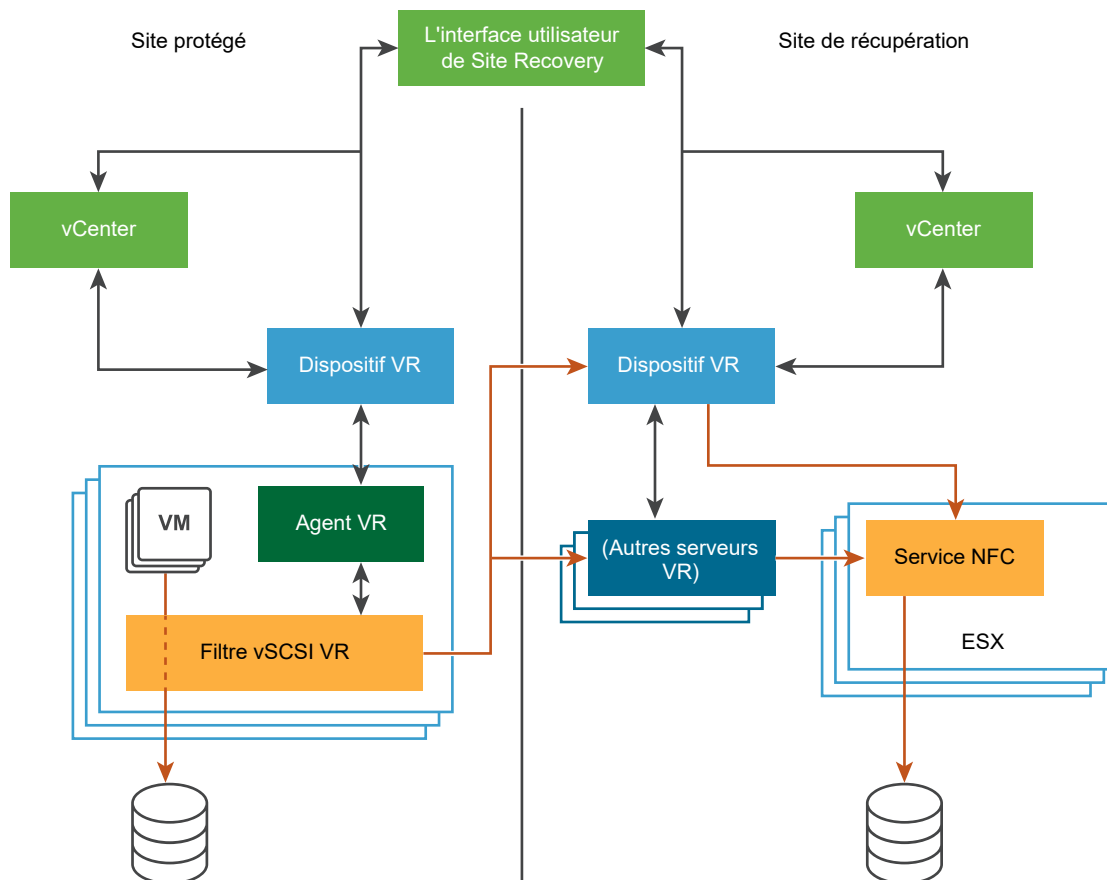 Site protégé
L'interface utilisateur
de Site Recovery
Site de récupération
vCenter
vCenter
Dispositif VR
Dispositif VR
VM
Agent VR
(Autres serveurs
VR)
Service NFC
Filtre vSCSI VR
ESX